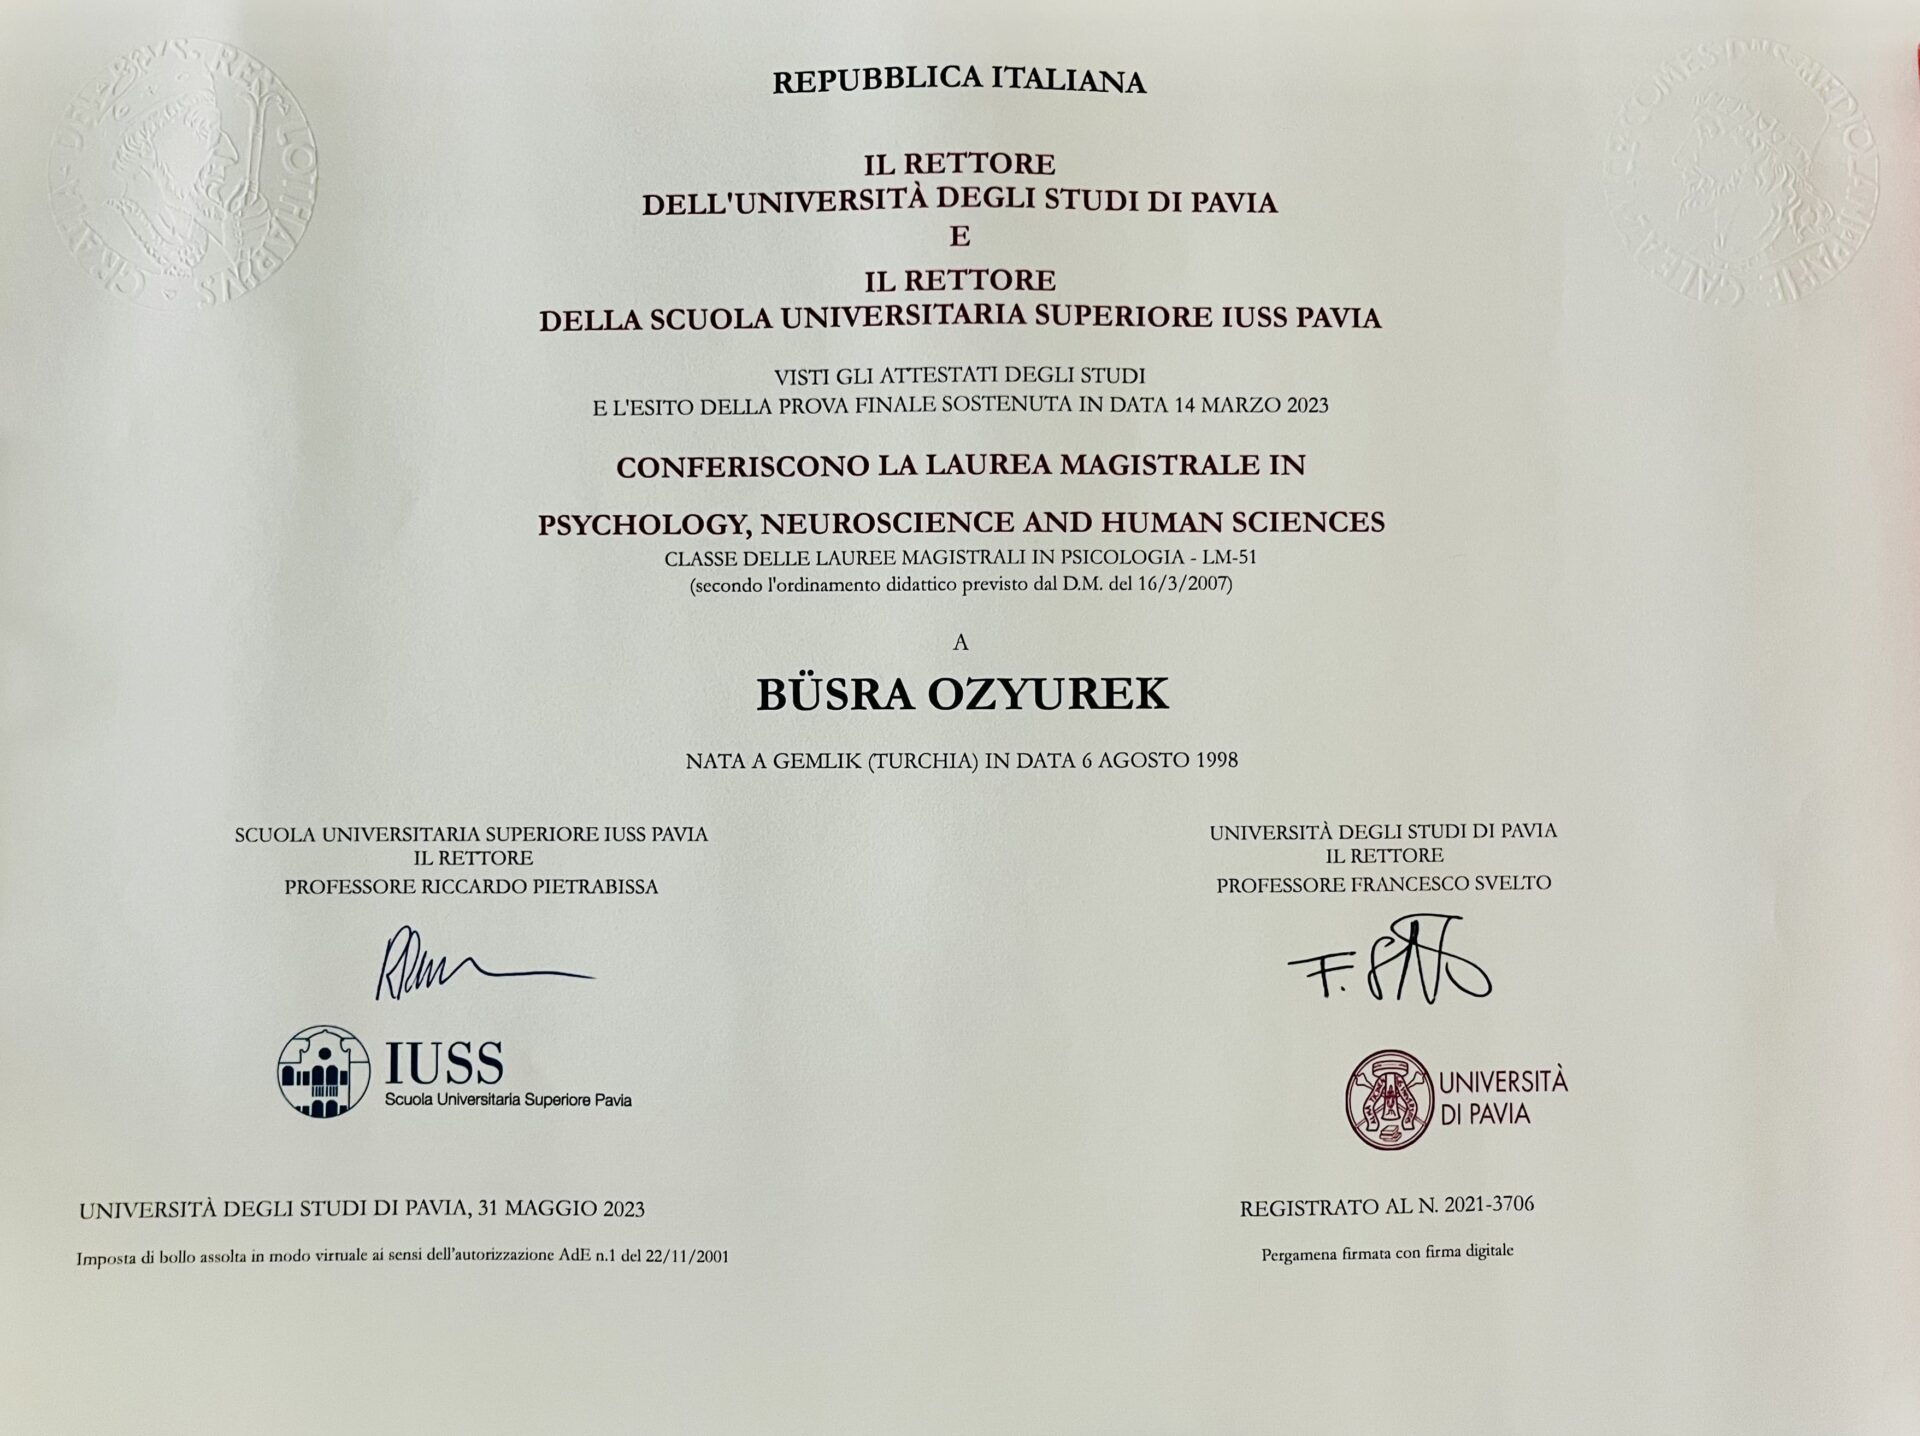 REPUBBLICA ITALIANA
IL RETTORE
DELL'UNIVERSITÀ DEGLI STUDI DI PAVIA
E
IL RETTORE
DELLA SCUOLA UNIVERSITARIA SUPERIORE IUSS PAVIA
VISTI GLI ATTESTATI DEGLI STUDI
E L'ESITO DELLA PROVA FINALE SOSTENUTA IN DATA 14 MARZO 2023
CONFERISCONO LA LAUREA MAGISTRALE IN
PSYCHOLOGY, NEUROSCIENCE AND HUMAN SCIENCES
CLASSE DELLE LAUREE MAGISTRALI IN PSICOLOGIA - LM-51
(secondo l'ordinamento didattico previsto dal D.M. del 16/3/2007)
A
BÜSRA OZYUREK
NATA A GEMLIK (TURCHIA) IN DATA 6 AGOSTO 1998
SCUOLA UNIVERSITARIA SUPERIORE IUSS PAVIA
IL RETTORE
PROFESSORE RICCARDO PIETRABISSA
IUSS
Scuola Universitaria Superiore Pavia
UNIVERSITÀ DEGLI STUDI DI PAVIA
IL RETTORE
PROFESSORE FRANCESCO SVELTO
UNIVERSITÀ
DI PAVIA
UNIVERSITÀ DEGLI STUDI DI PAVIA, 31 MAGGIO 2023
Imposta di bollo assolta in modo virtuale ai sensi dell'autorizzazione AdE n.1 del 22/11/2001
REGISTRATO AL N. 2021-3706
Pergamena firmata con firma digitale